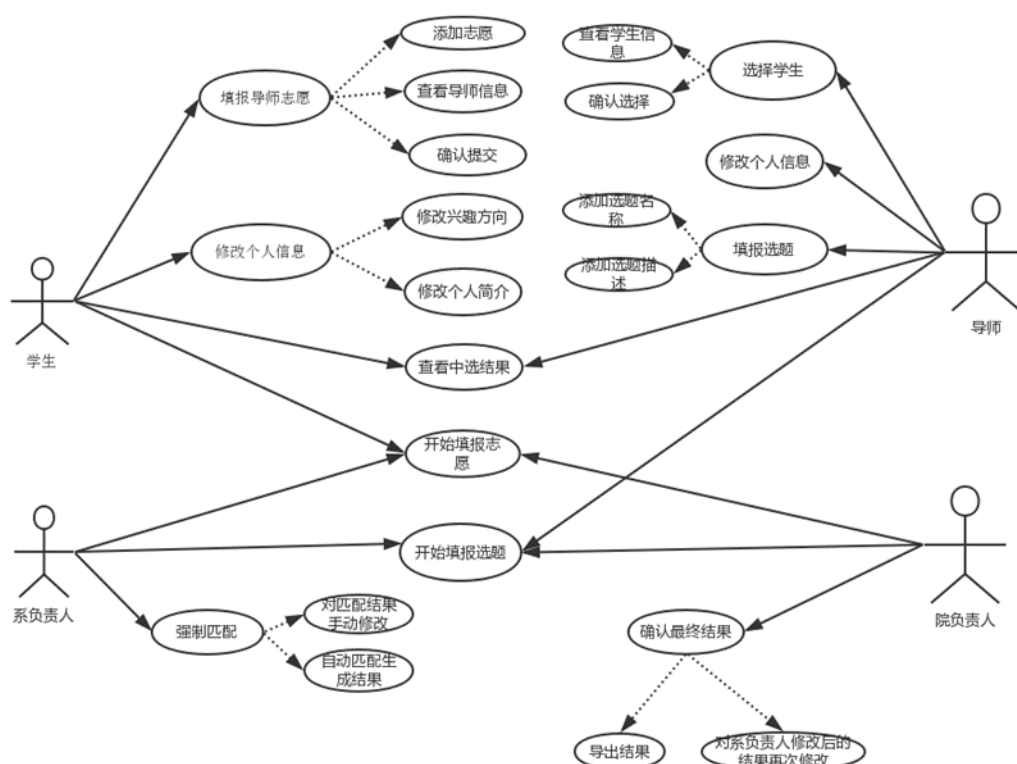 添加志愿
查看学生信
息
选择学生
填报导师志愿
查看导师信息
确认选择
确认提交
修改个人信息
修改兴趣方向
添加选题名
称
修改个人信息
填报选题
添加选题描
述
修改个人简介
导师
学生
查看中选结果
开始填报志
愿
开始填报选题
系负责人
院负责人
对匹配结果
手动修改
强制匹配
确认最终结果
自动匹配生
成结果
导出结果
对系负责人修改后的
结果再次修改